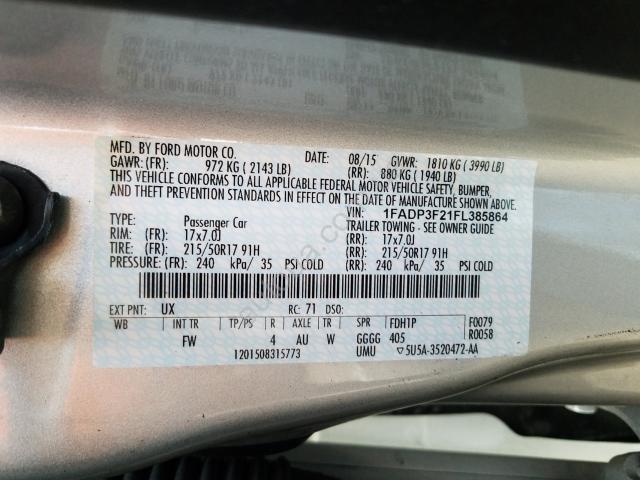 MFD. BY FORD MOTOR CO.
DATE: 08/15 GVWR: 1810 KG ( 3990 LB)
GAWR: (FR): 972 KG ( 2143 LB) (RR): 880 KG ( 1940 LB)
THIS VEHICLE CONFORMS TO ALL APPLICABLE FEDERAL MOTOR VEHICLE SAFETY, BUMPER,
AND THEFT PREVENTION STANDARDS IN EFFECT ON THE DATE OF MANUFACTURE SHOWN ABOVE.
VIN: 1FADP3F21FL385864
TYPE: Passenger Car TRAILER TOWING - SEE OWNER GUIDE
RIM: (FR): 17x7.0J (RR): 17x7.0J
TIRE: (FR): 215/50R17 91H (RR): 215/50R17 91H
PRESSURE: (FR): 240 kPa/ 35 PSI COLD (RR): 240 kPa/ 35 PSI COLD
EXT PNT: UX RC: 71 DSO:
WB INT TR TP/PS R AXLE TR SPR FDH1P F0079
FW 4 AU W GGGG 405 R0058
1201508315773 UMU ▽5U5A-3520472-AA